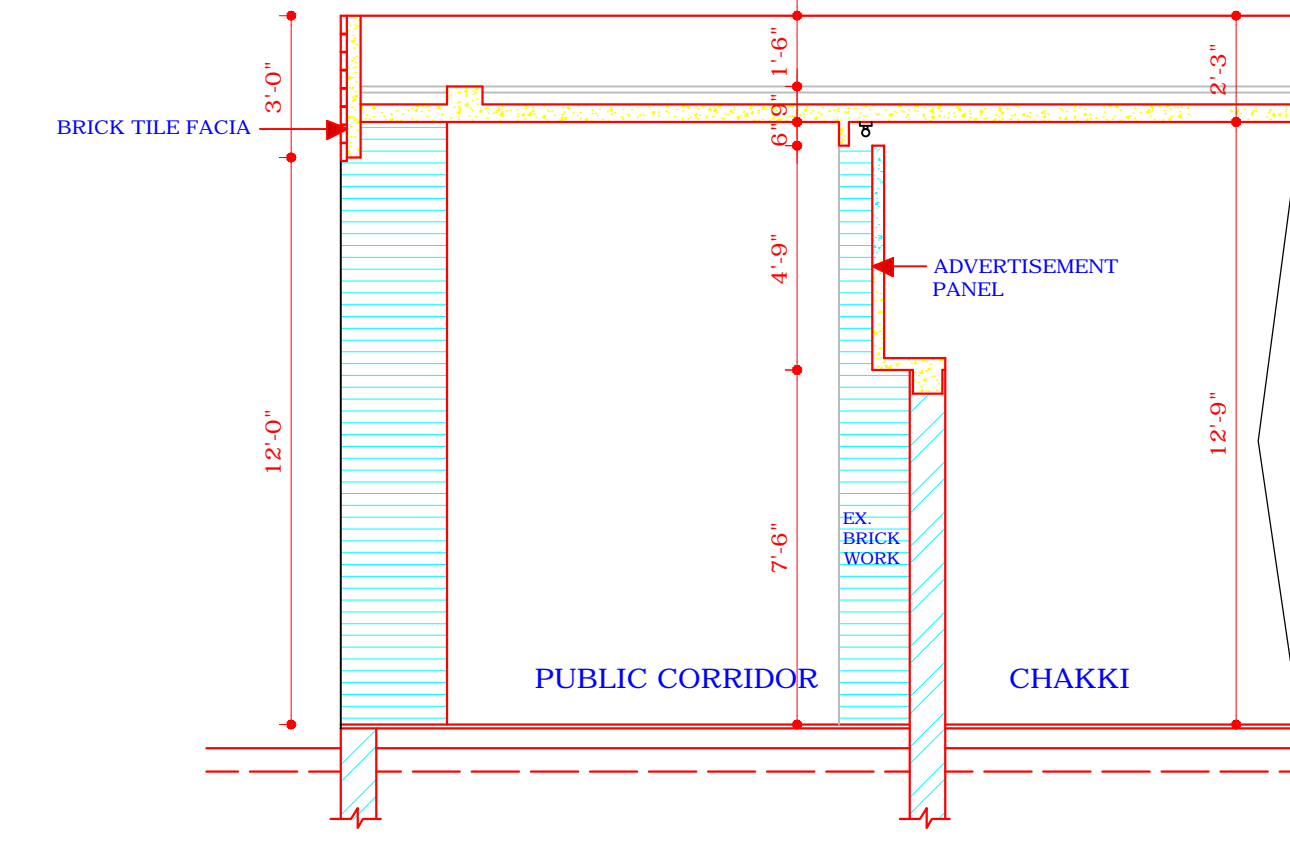 1'-6"
2'-3"
3'-0"
9"
BRICK TILE FACIA
6"
4'-9"
ADVERTISEMENT
PANEL
12'-0"
12'-9"
EX.
BRICK
WORK
7'-6"
PUBLIC CORRIDOR
CHAKKI